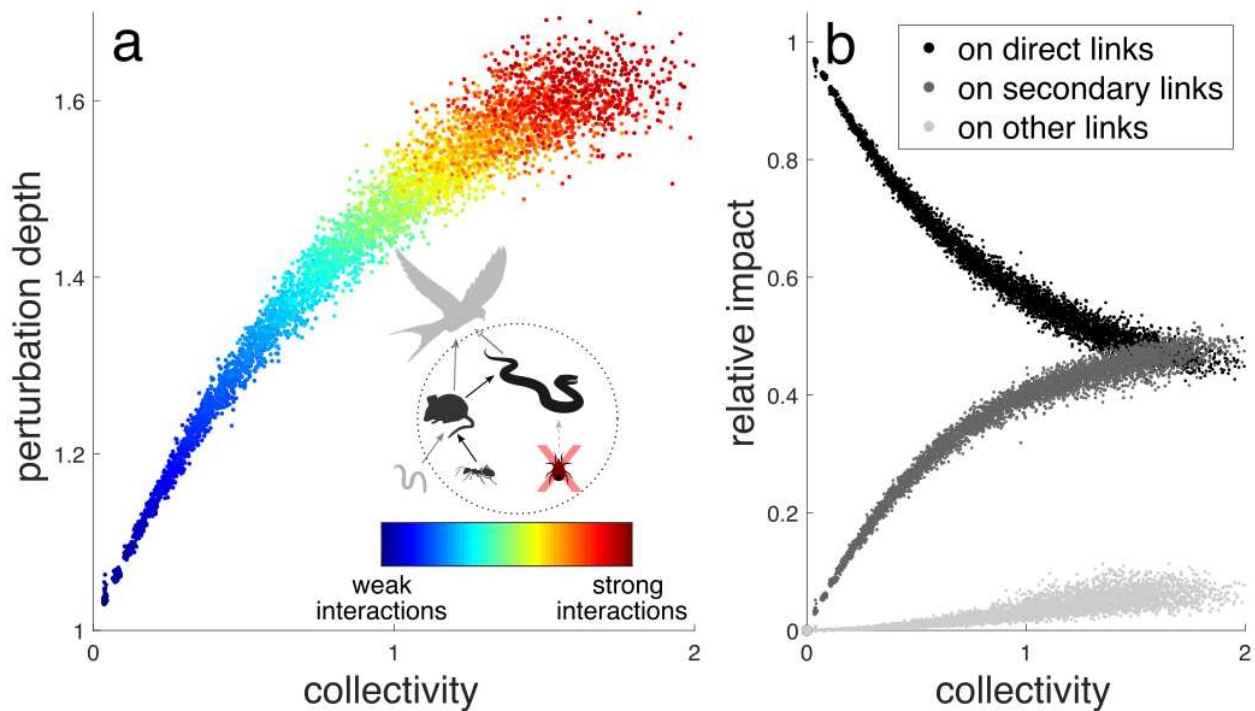 a
perturbation depth
1.6
1.4
1.2
1
0
1
2
collectivity
weak
interactions
strong
interactions
b
on direct links
on secondary links
on other links
relative impact
1
0.8
0.6
0.4
0.2
0
0
1
2
collectivity